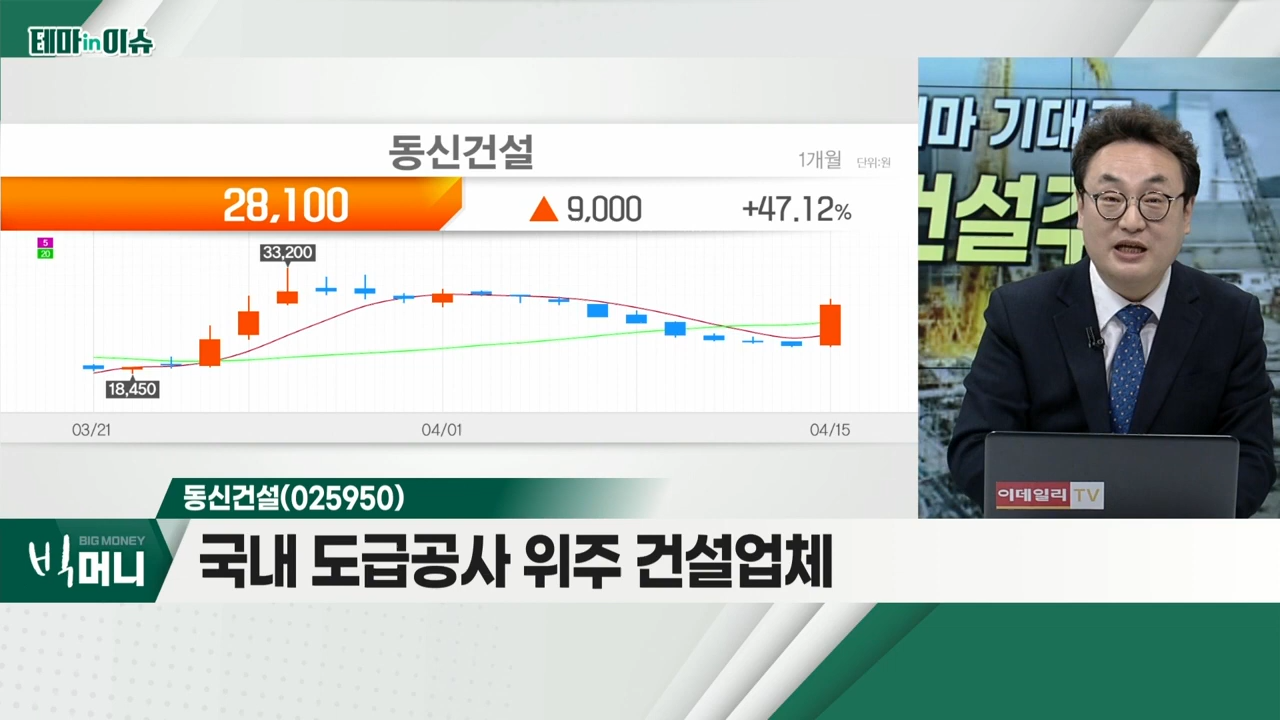 테마in이슈
동신건설
1개월 단위:원
28,100 ▲ 9,000 +47.12%
5
20
33,200
18,450
03/21 04/01 04/15
마 기대
건설주
이데일리TV
동신건설(025950)
BIG MONEY
빅머니
국내 도급공사 위주 건설업체